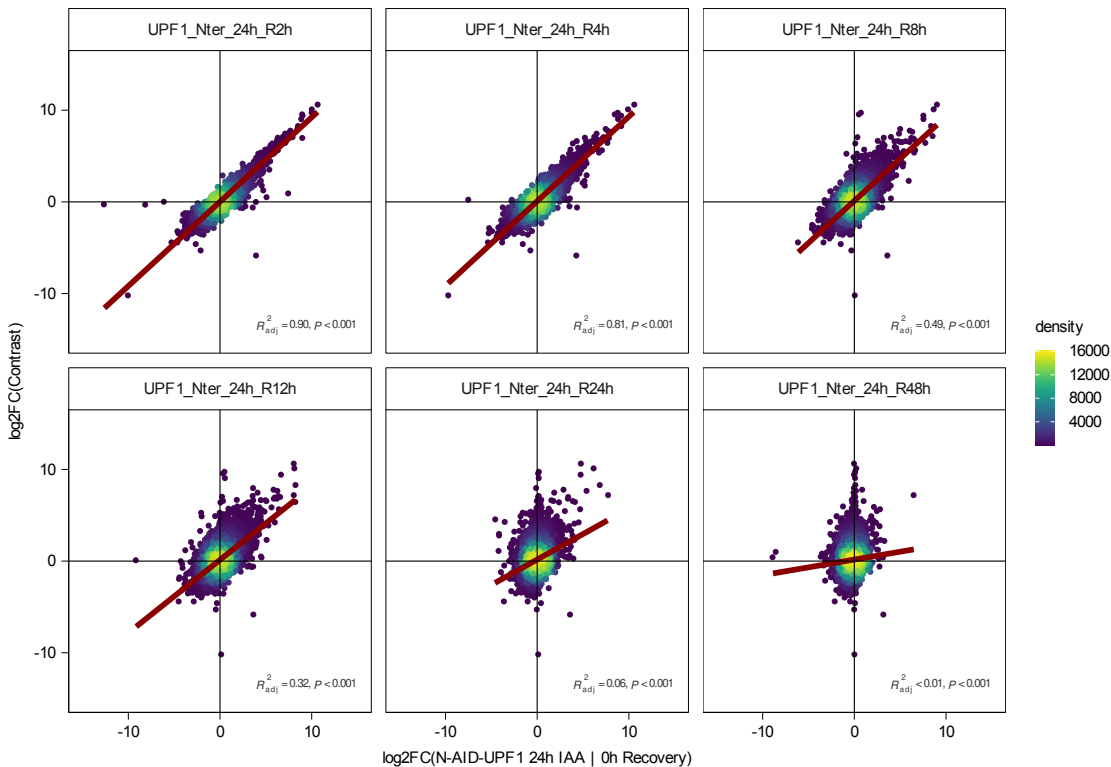 UPF1_Nter_24h_R2h UPF1_Nter_24h_R4h UPF1_Nter_24h_R8h
10
0
-10
R²adj = 0.90, P < 0.001
R²adj = 0.81, P < 0.001
R²adj = 0.49, P < 0.001
UPF1_Nter_24h_R12h UPF1_Nter_24h_R24h UPF1_Nter_24h_R48h
10
0
-10
R²adj = 0.32, P < 0.001
R²adj = 0.06, P < 0.001
R²adj < 0.01, P < 0.001
-10 0 10 -10 0 10 -10 0 10
log2FC(N-AID-UPF1 24h IAA | 0h Recovery)
log2FC(Contrast)
density
16000
12000
8000
4000